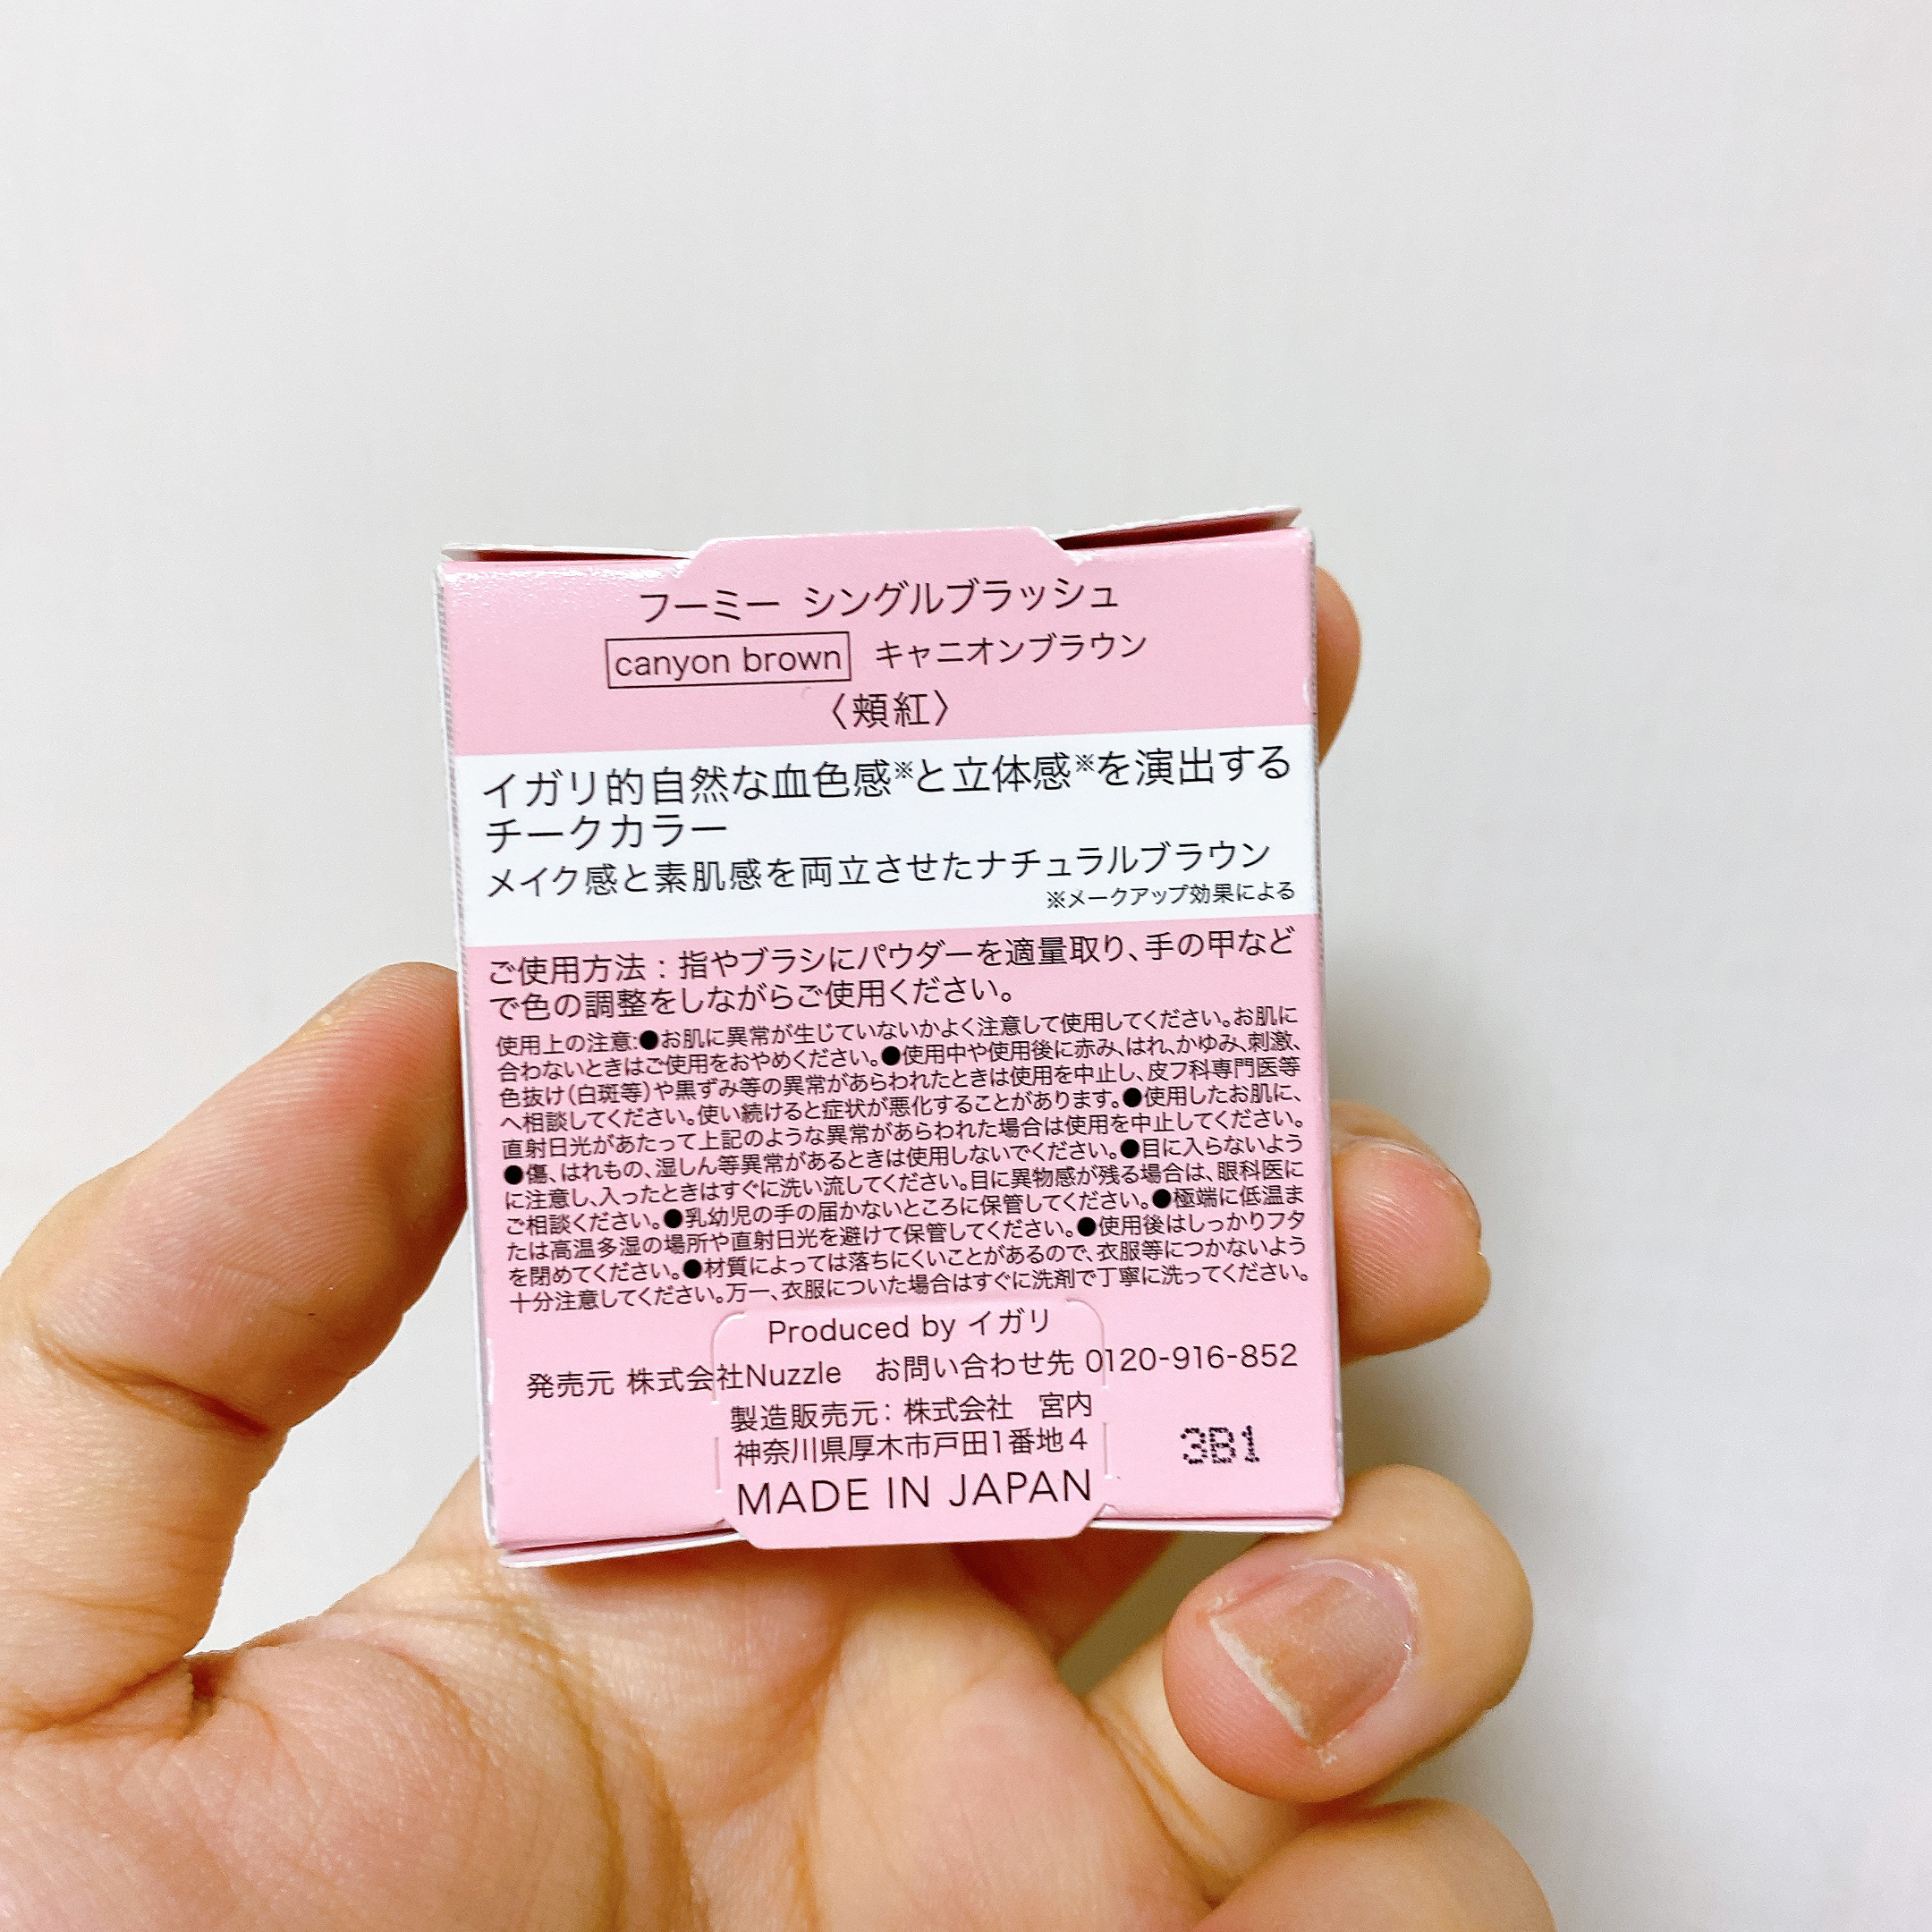 フーミー シングルブラッシュ
canyon brown キャニオンブラウン
〈頬紅〉
イガリ的自然な血色感※と立体感※を演出する
チークカラー
メイク感と素肌感を両立させたナチュラルブラウン
※メークアップ効果による
ご使用方法：指やブラシにパウダーを適量取り、手の甲など
で色の調整をしながらご使用ください。
使用上の注意:●お肌に異常が生じていないかよく注意して使用してください。お肌に
合わないときはご使用をおやめください。●使用中や使用後に赤み、はれ、かゆみ、刺激、
色抜け(白斑等)や黒ずみ等の異常があらわれたときは使用を中止し、皮フ科専門医等
へ相談してください。使い続けると症状が悪化することがあります。●使用したお肌に、
直射日光があたって上記のような異常があらわれた場合は使用を中止してください。
●傷、はれもの、湿しん等異常があるときは使用しないでください。●目に入らないよう
に注意し、入ったときはすぐに洗い流してください。目に異物感が残る場合は、眼科医に
ご相談ください。●乳幼児の手の届かないところに保管してください。●極端に低温ま
たは高温多湿の場所や直射日光を避けて保管してください。●使用後はしっかりフタ
を閉めてください。●材質によっては落ちにくいことがあるので、衣服等につかないよう
十分注意してください。万一、衣服についた場合はすぐに洗剤で丁寧に洗ってください。
Produced by イガリ
発売元 株式会社Nuzzle お問い合わせ先 0120-916-852
製造販売元：株式会社 宮内
神奈川県厚木市戸田1番地4
3B1
MADE IN JAPAN